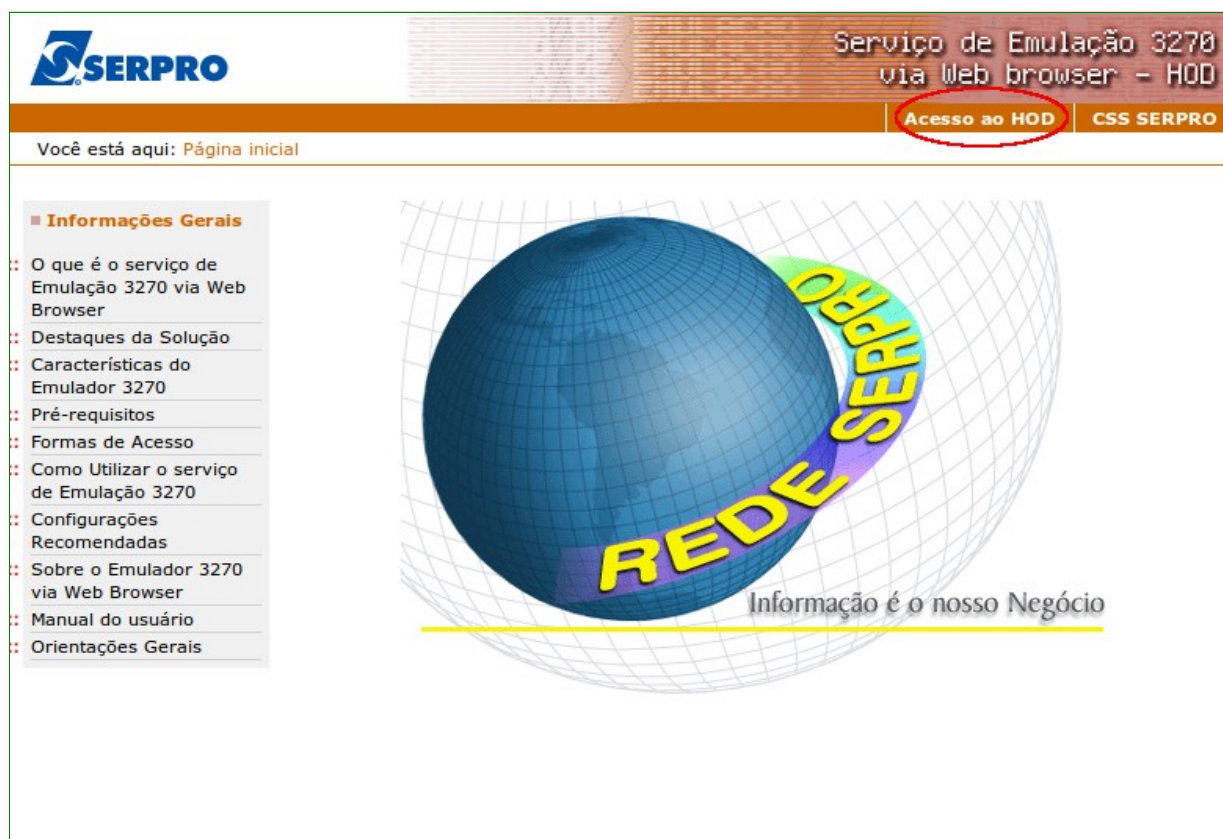 SERPRO
Serviço de Emulação 3270
via Web browser - HOD
Acesso ao HOD
CSS SERPRO
Você está aqui: Página inicial
Informações Gerais
:: O que é o serviço de
Emulação 3270 via Web
Browser
:: Destaques da Solução
:: Características do
Emulador 3270
:: Pré-requisitos
:: Formas de Acesso
:: Como Utilizar o serviço
de Emulação 3270
:: Configurações
Recomendadas
:: Sobre o Emulador 3270
via Web Browser
:: Manual do usuário
:: Orientações Gerais
REDE SERPRO
Informação é o nosso Negócio